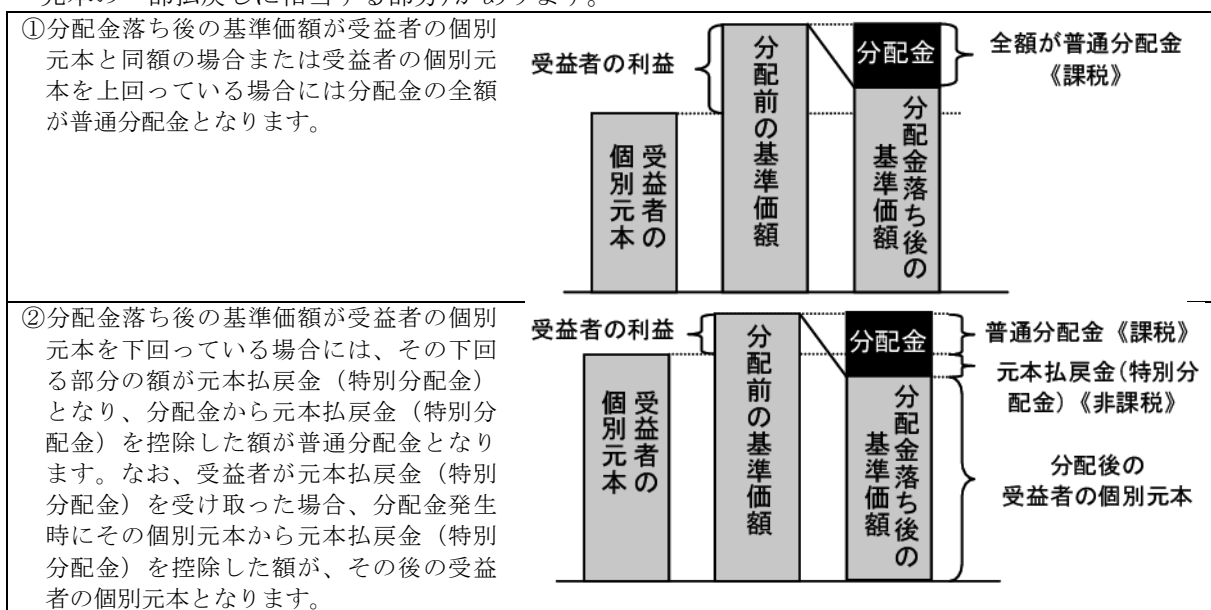 元本の一部払戻しに相当する部分)があります。
①分配金落ち後の基準価額が受益者の個別
元本と同額の場合または受益者の個別元
本を上回っている場合には分配金の全額
が普通分配金となります。
受益者の利益
受益者の
個別元本
分配前の基準価額
分配金
分配金落ち後の
基準価額
全額が普通分配金
《課税》
②分配金落ち後の基準価額が受益者の個別
元本を下回っている場合には、その下回
る部分の額が元本払戻金（特別分配金）
となり、分配金から元本払戻金（特別分
配金）を控除した額が普通分配金となり
ます。なお、受益者が元本払戻金（特別
分配金）を受け取った場合、分配金発生
時にその個別元本から元本払戻金（特別
分配金）を控除した額が、その後の受益
者の個別元本となります。
受益者の利益
受益者の
個別元本
分配前の基準価額
分配金
分配金落ち後の
基準価額
普通分配金《課税》
元本払戻金(特別分
配金)《非課税》
分配後の
受益者の個別元本